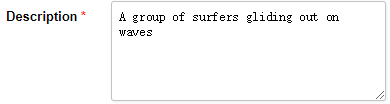 Description *
A group of surfers gliding out on
waves